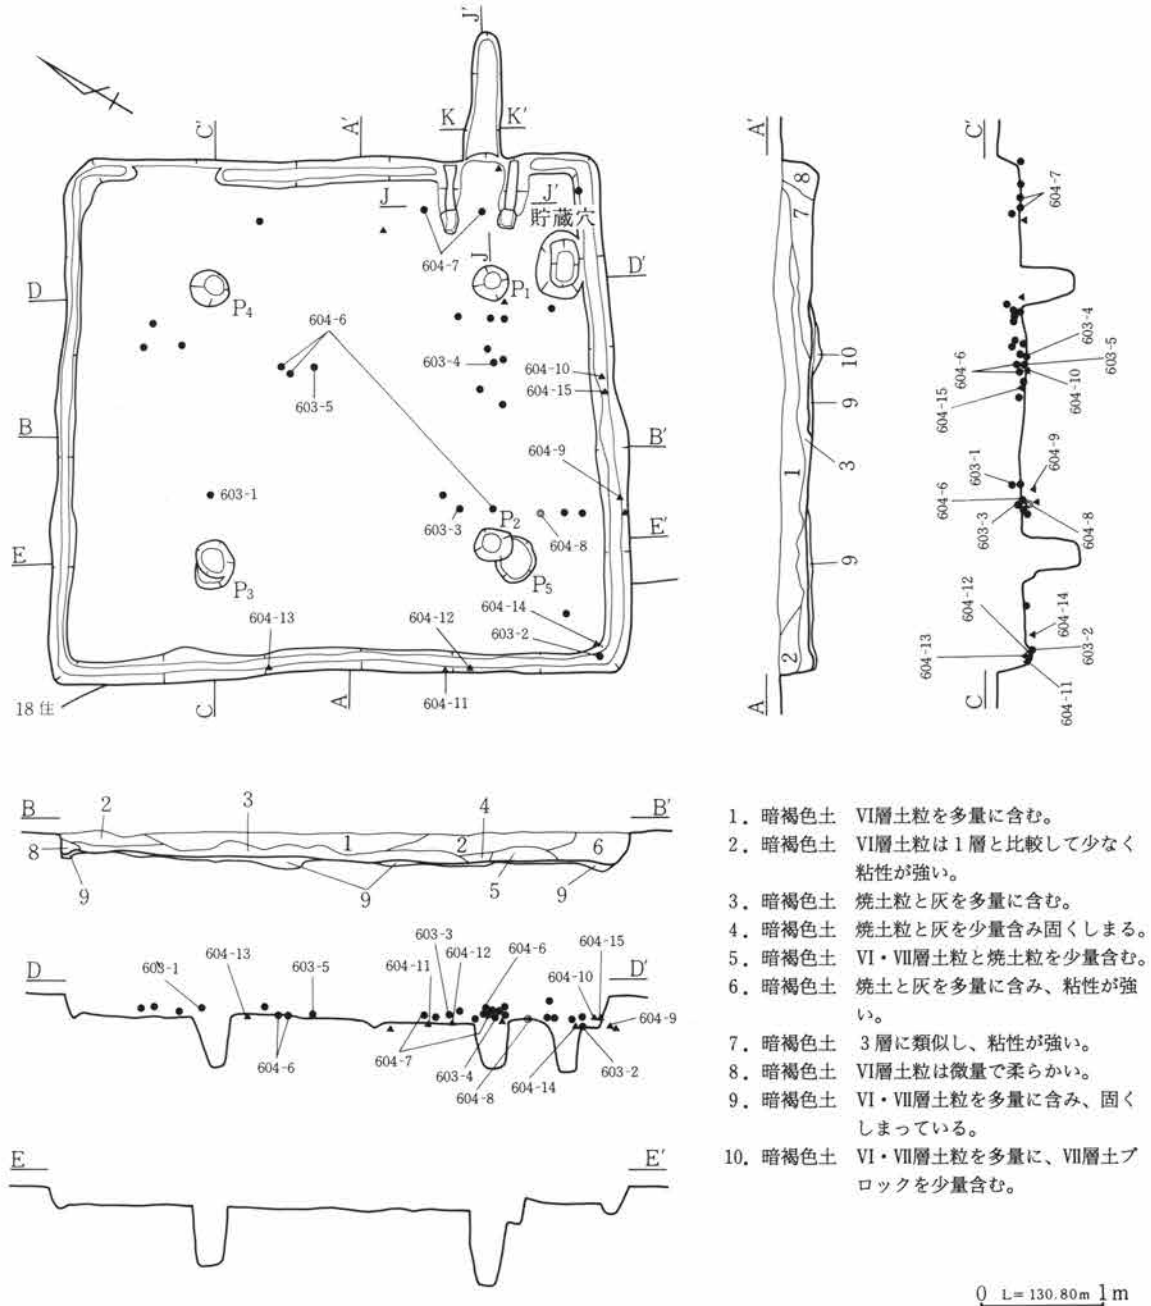 J′
K K′
C′ A′
J J′
貯蔵穴
604-7 J
D D′
P₄ P₁
604-6
603-4
604-10
604-15
603-5
B B′
604-9
603-1
603-3
P₂
604-8
E E′
P₃ P₅
604-13 604-12 604-14
603-2
18住
C A 604-11
A′
8
7
10
9
1 3
9
2
A
C′
604-7
603-4
603-5
604-6
604-10
604-15
604-9
603-1
604-6
603-3
604-8
604-12
604-14
604-13
603-2
604-11
C
B 2 3 1 2 4 6 B′
8 9 9 5 9
D D′
603-1 604-13 603-5 604-11 603-3 604-12 604-6 604-10 604-15
604-6 604-7 603-4 604-8 604-14 603-2 604-9
E E′
1. 暗褐色土 Ⅵ層土粒を多量に含む。
2. 暗褐色土 Ⅵ層土粒は1層と比較して少なく
粘性が強い。
3. 暗褐色土 焼土粒と灰を多量に含む。
4. 暗褐色土 焼土粒と灰を少量含み固くしまる。
5. 暗褐色土 Ⅵ・Ⅶ層土粒と焼土粒を少量含む。
6. 暗褐色土 焼土と灰を多量に含み、粘性が強
い。
7. 暗褐色土 3層に類似し、粘性が強い。
8. 暗褐色土 Ⅵ層土粒は微量で柔らかい。
9. 暗褐色土 Ⅵ・Ⅶ層土粒を多量に含み、固く
しまっている。
10. 暗褐色土 Ⅵ・Ⅶ層土粒を多量に、Ⅶ層土ブ
ロックを少量含む。
0 L=130.80m 1m